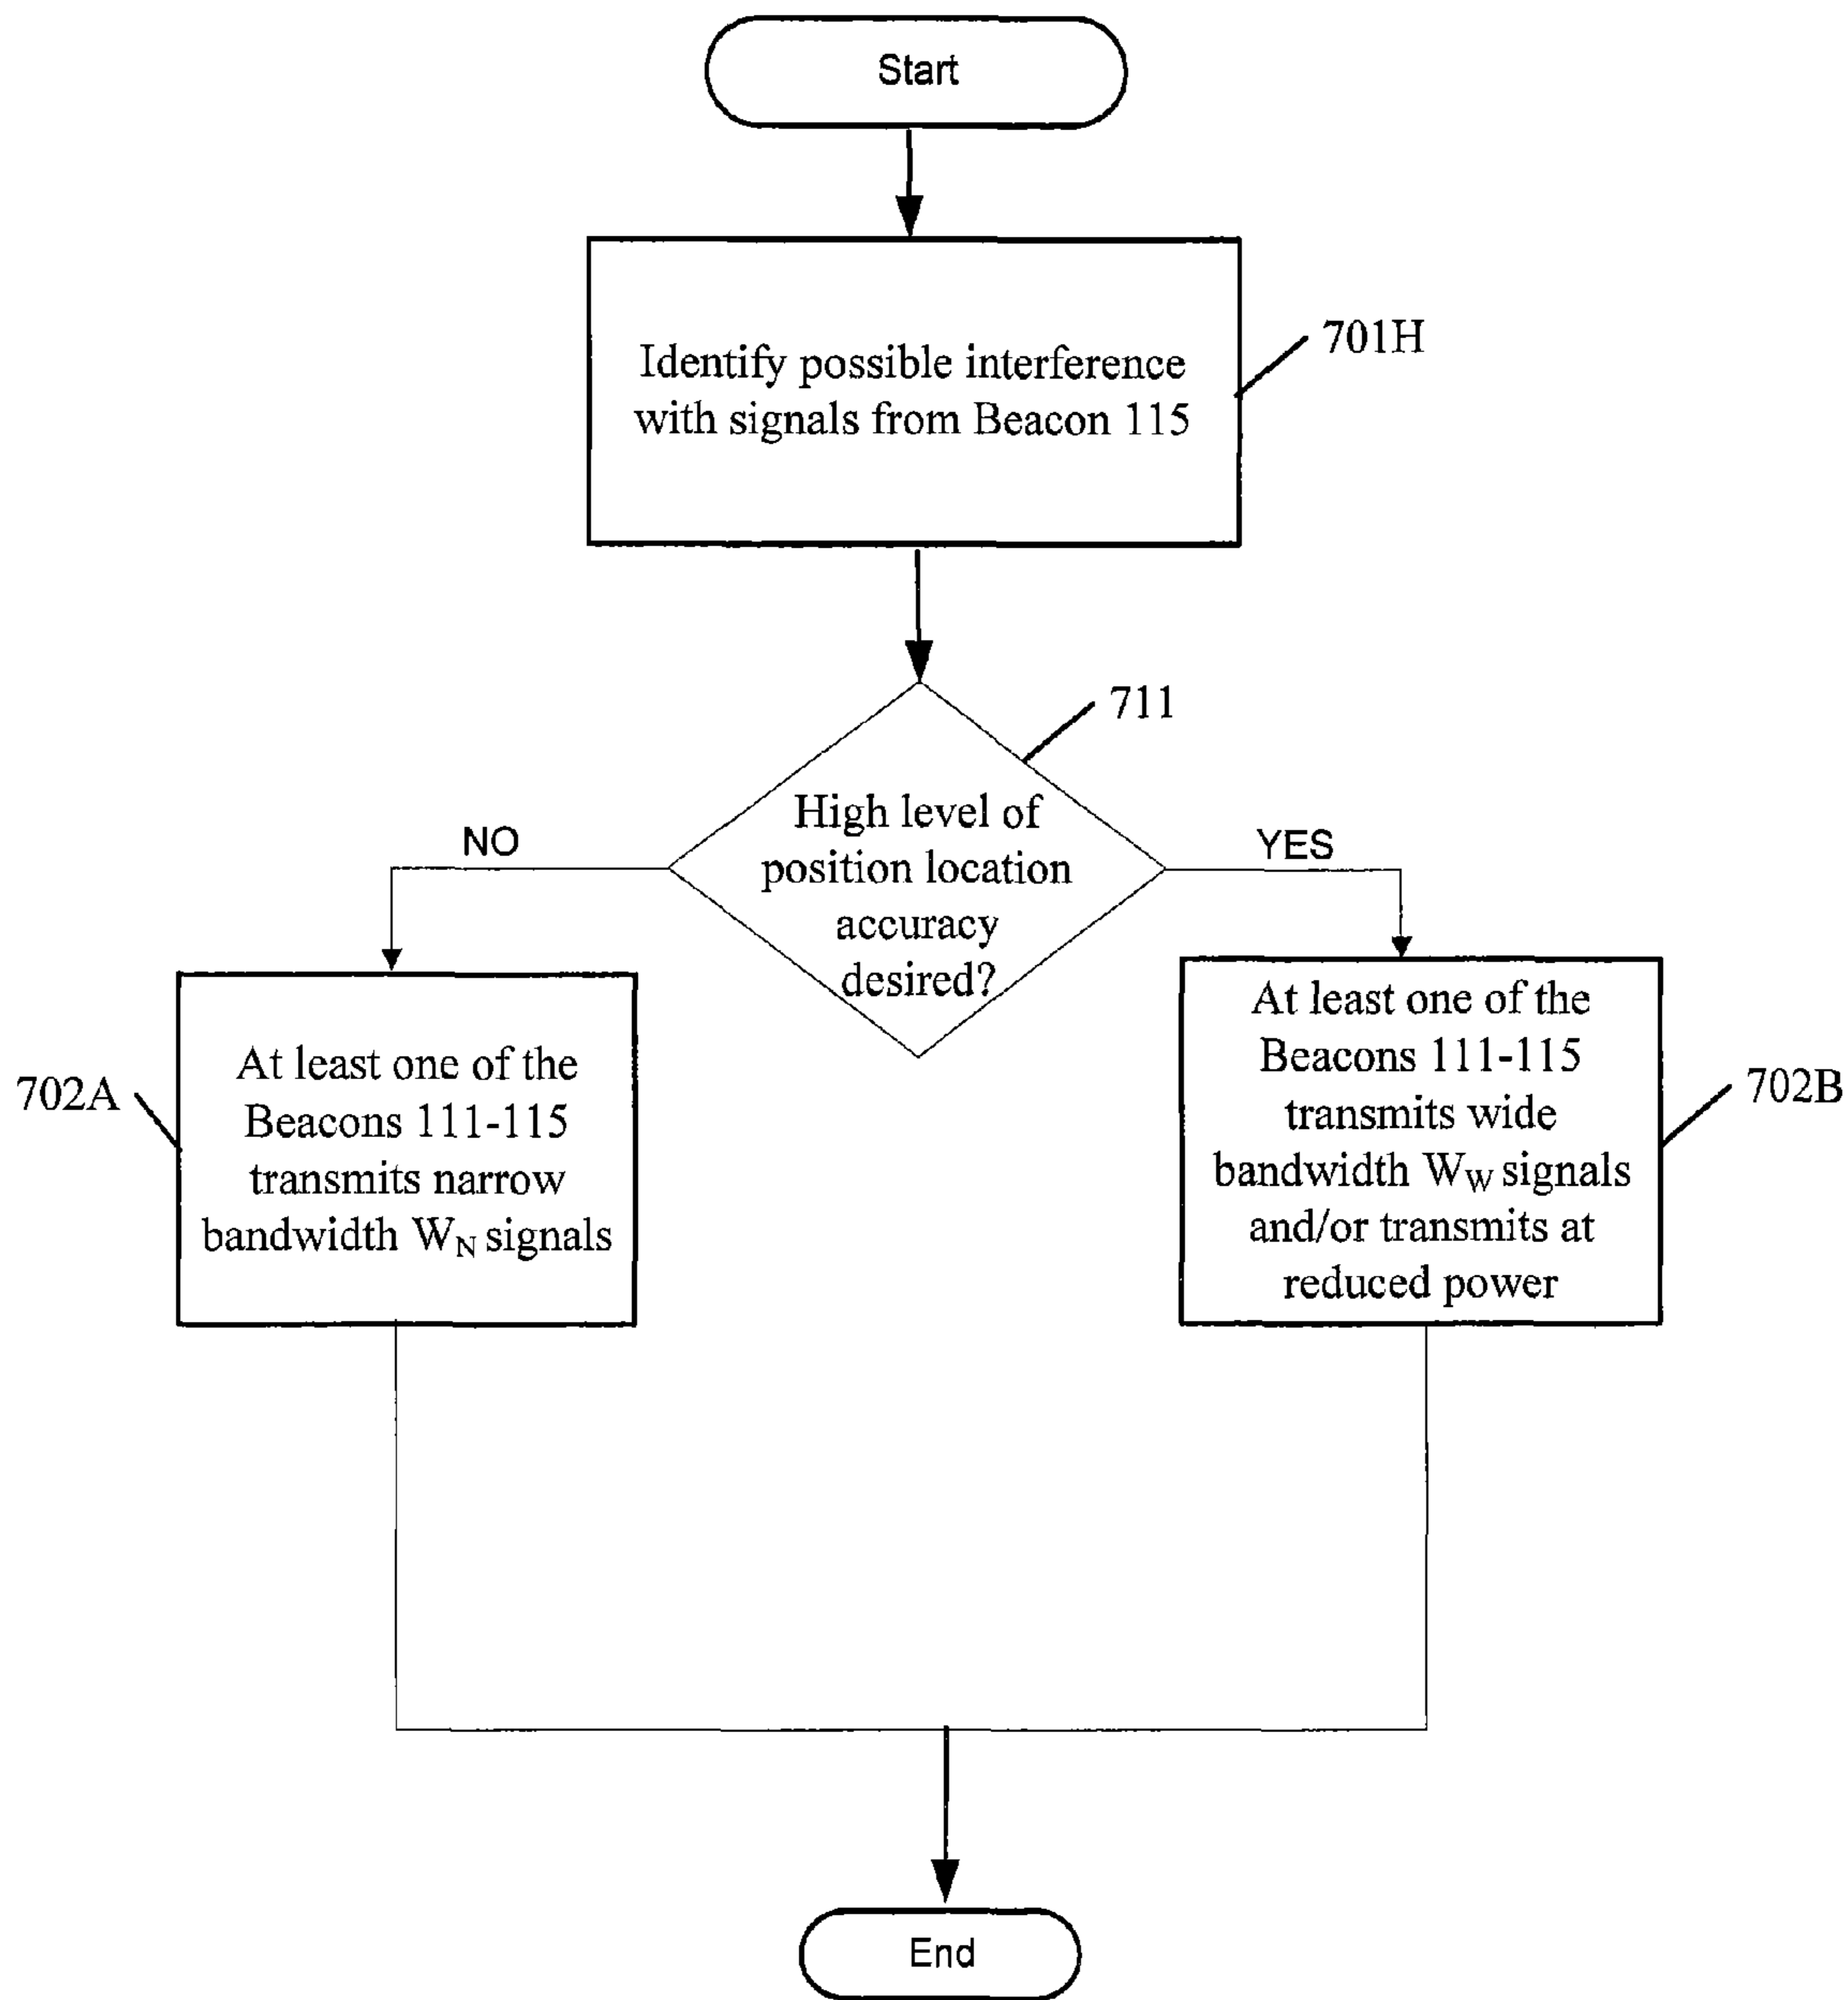 Start
Identify possible interference
with signals from Beacon 115
701H
711
High level of
position location
accuracy
desired?
NO
YES
702A
At least one of the
Beacons 111-115
transmits narrow
bandwidth W_N signals
At least one of the
Beacons 111-115
transmits wide
bandwidth W_W signals
and/or transmits at
reduced power
702B
End